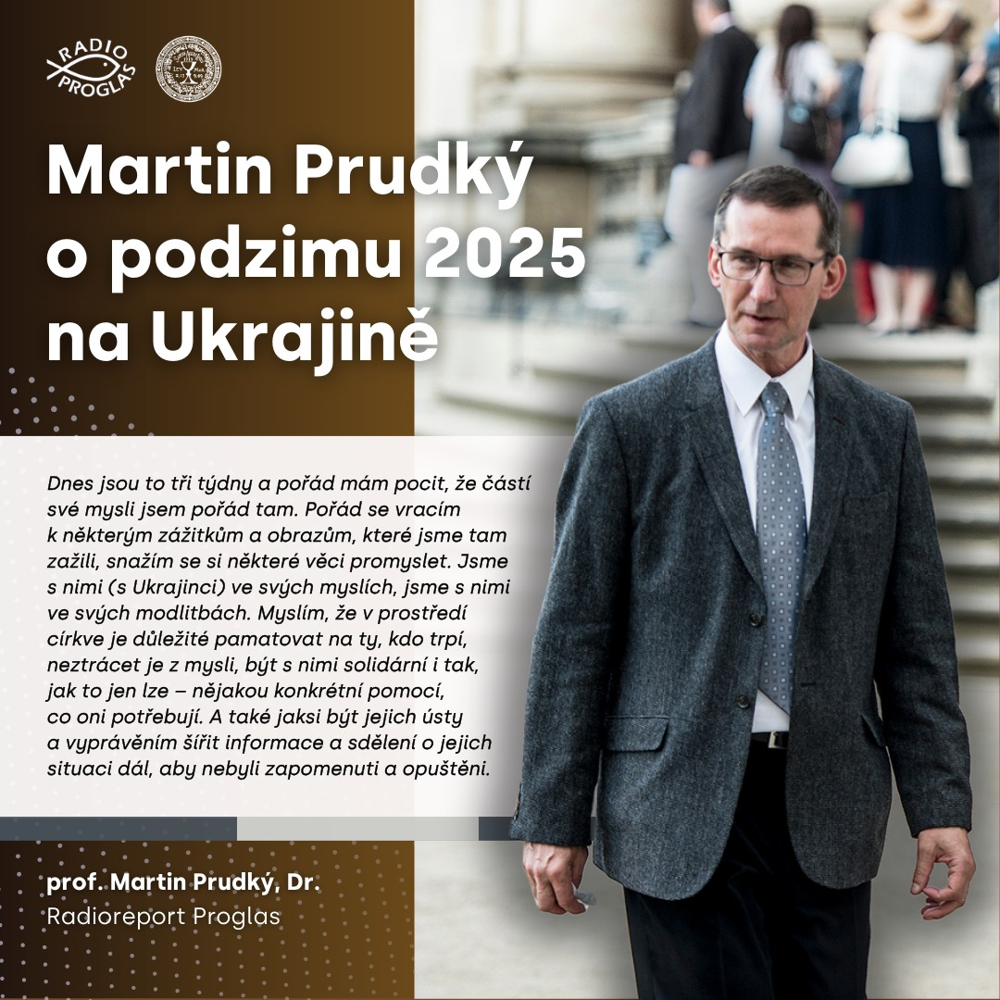 RADIO
PROGLAS
Martin Prudký
o podzimu 2025
na Ukrajině
Dnes jsou to tři týdny a pořád mám pocit, že částí
své mysli jsem pořád tam. Pořád se vracím
k některým zážitkům a obrazům, které jsme tam
zažili, snažím se si některé věci promyslet. Jsme
s nimi (s Ukrajinci) ve svých myslích, jsme s nimi
ve svých modlitbách. Myslím, že v prostředí
církve je důležité pamatovat na ty, kdo trpí,
neztrácet je z mysli, být s nimi solidární i tak,
jak to jen lze – nějakou konkrétní pomocí,
co oni potřebují. A také jaksi být jejich ústy
a vyprávěním šířit informace a sdělení o jejich
situaci dál, aby nebyli zapomenuti a opuštěni.
prof. Martin Prudký, Dr.
Radioreport Proglas